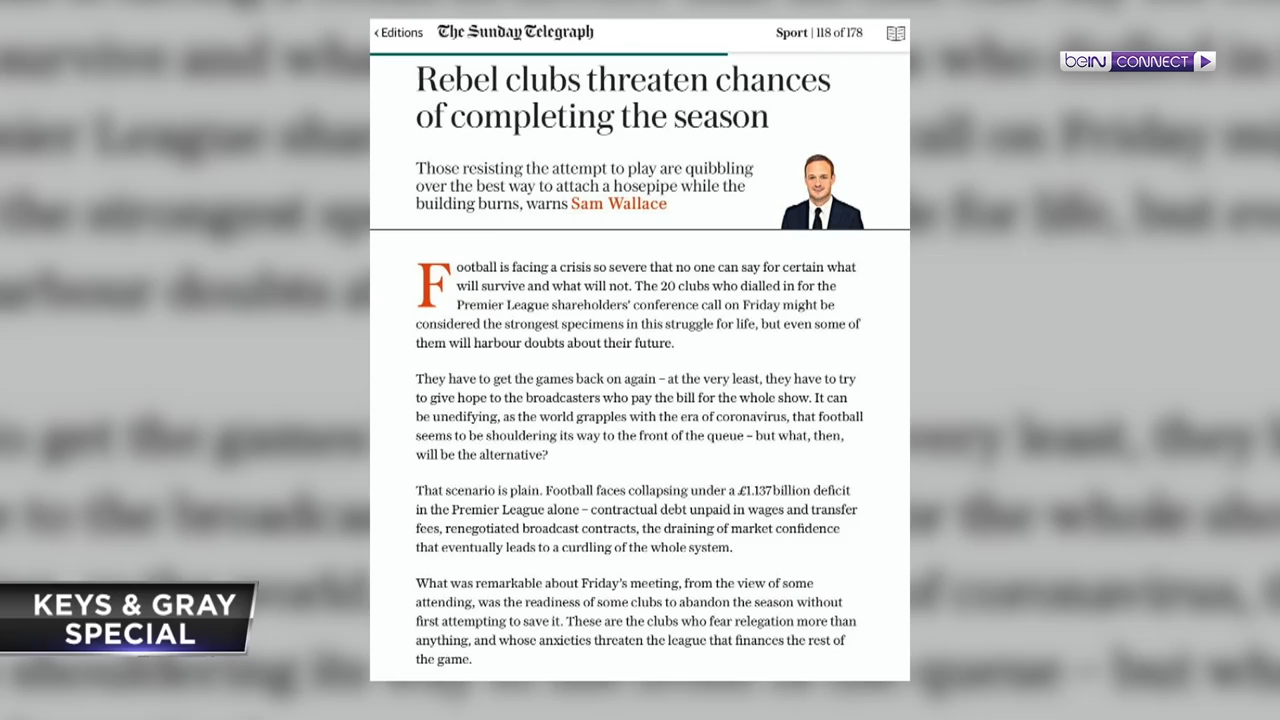 ‹Editions The Sunday Telegraph Sport | 118 of 178
beIN CONNECT
Rebel clubs threaten chances
of completing the season
Those resisting the attempt to play are quibbling
over the best way to attach a hosepipe while the
building burns, warns Sam Wallace
Football is facing a crisis so severe that no one can say for certain what
will survive and what will not. The 20 clubs who dialled in for the
Premier League shareholders' conference call on Friday might be
considered the strongest specimens in this struggle for life, but even some of
them will harbour doubts about their future.
They have to get the games back on again – at the very least, they have to try
to give hope to the broadcasters who pay the bill for the whole show. It can
be unedifying, as the world grapples with the era of coronavirus, that football
seems to be shouldering its way to the front of the queue – but what, then,
will be the alternative?
That scenario is plain. Football faces collapsing under a £1.137billion deficit
in the Premier League alone – contractual debt unpaid in wages and transfer
fees, renegotiated broadcast contracts, the draining of market confidence
that eventually leads to a curdling of the whole system.
What was remarkable about Friday's meeting, from the view of some
attending, was the readiness of some clubs to abandon the season without
first attempting to save it. These are the clubs who fear relegation more than
anything, and whose anxieties threaten the league that finances the rest of
the game.
KEYS & GRAY
SPECIAL